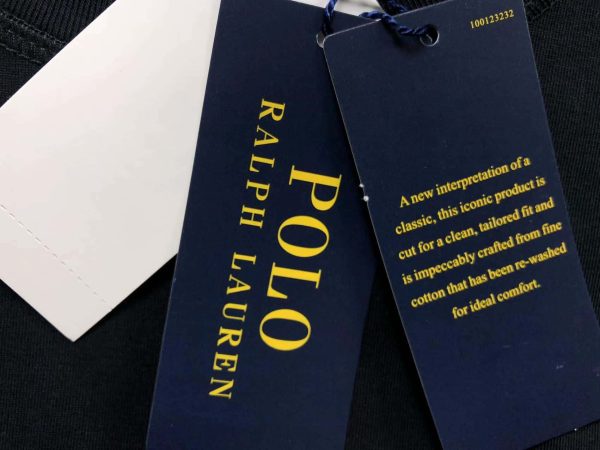 POLO
RALPH LAUREN
100123232
A new interpretation of a
classic, this iconic product is
cut for a clean, tailored fit and
is impeccably crafted from fine
cotton that has been re-washed
for ideal comfort.